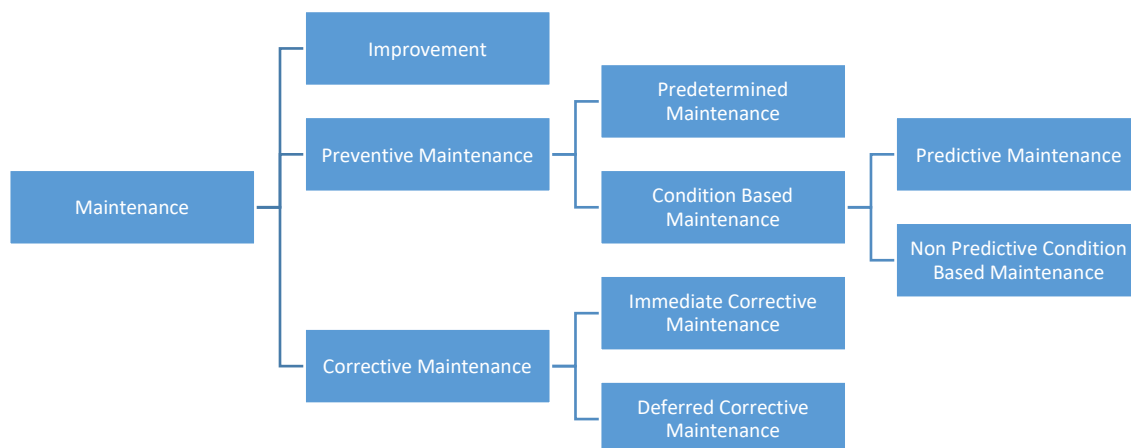 Improvement
Predetermined
Maintenance
Preventive Maintenance
Predictive Maintenance
Maintenance
Condition Based
Maintenance
Non Predictive Condition
Based Maintenance
Immediate Corrective
Maintenance
Corrective Maintenance
Deferred Corrective
Maintenance